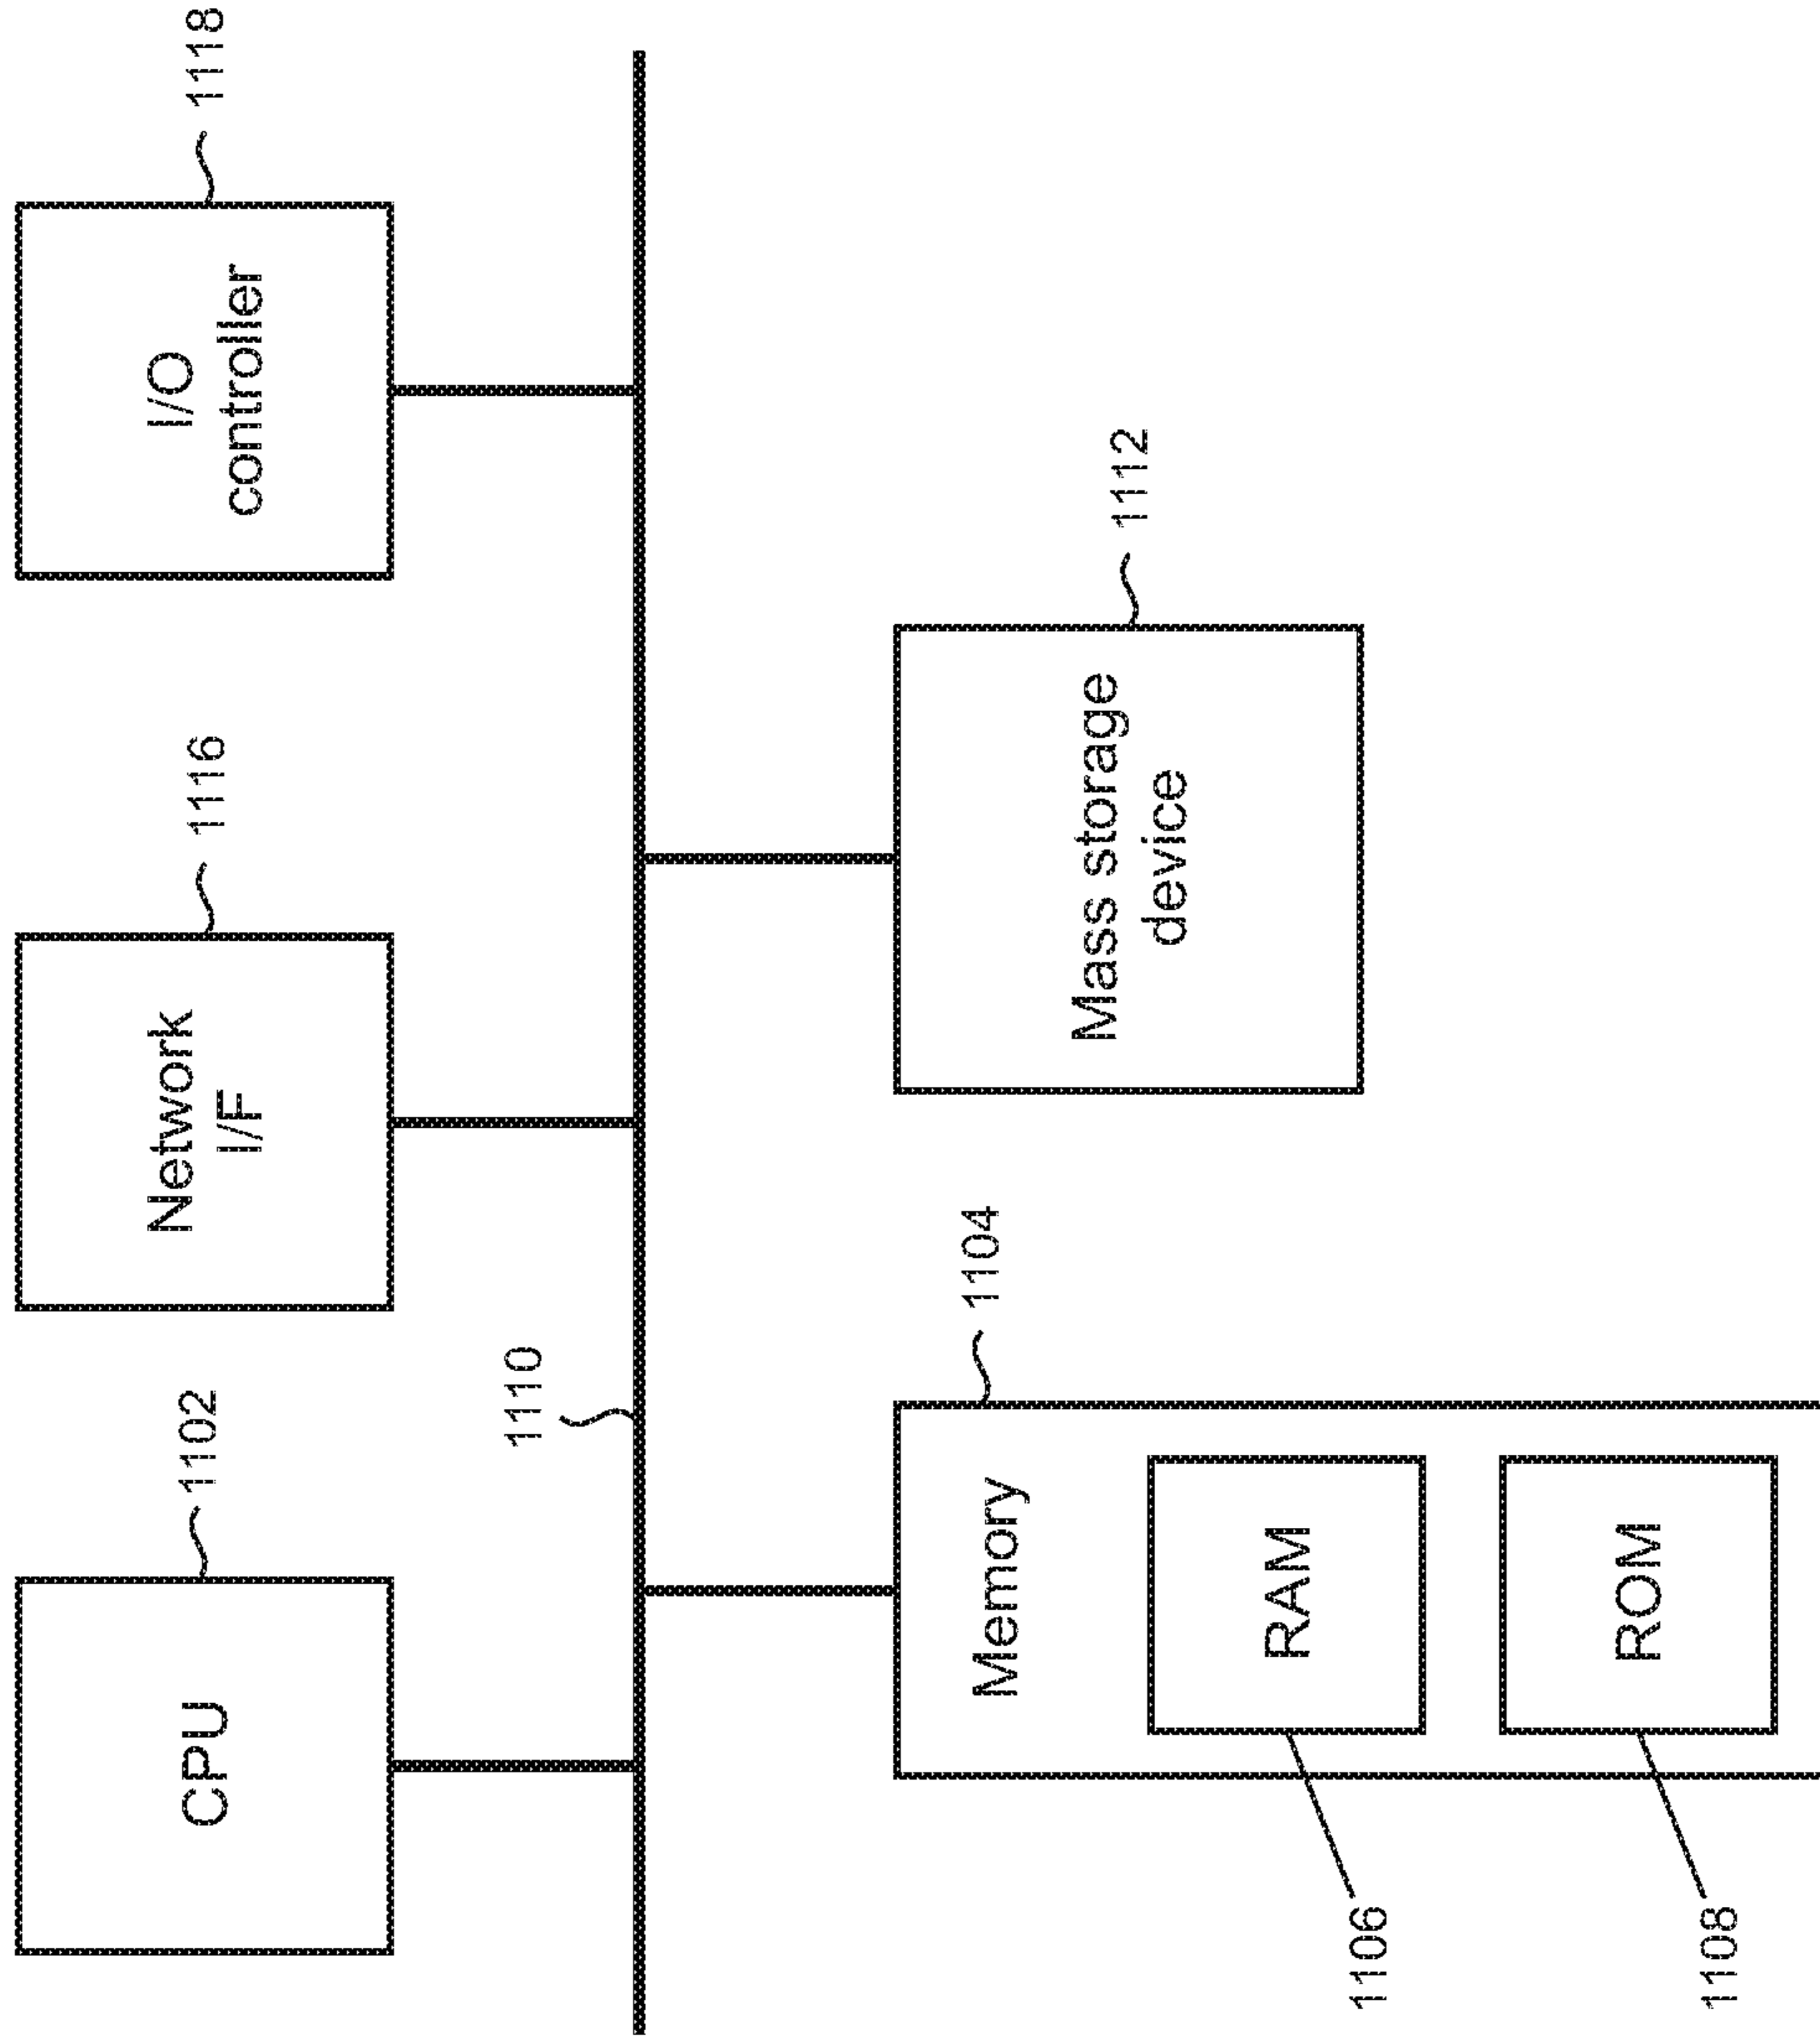 CPU
1102
Network
I/F
1116
I/O
controller
1118
1110
Memory
1104
RAM
1106
ROM
1108
Mass storage
device
1112